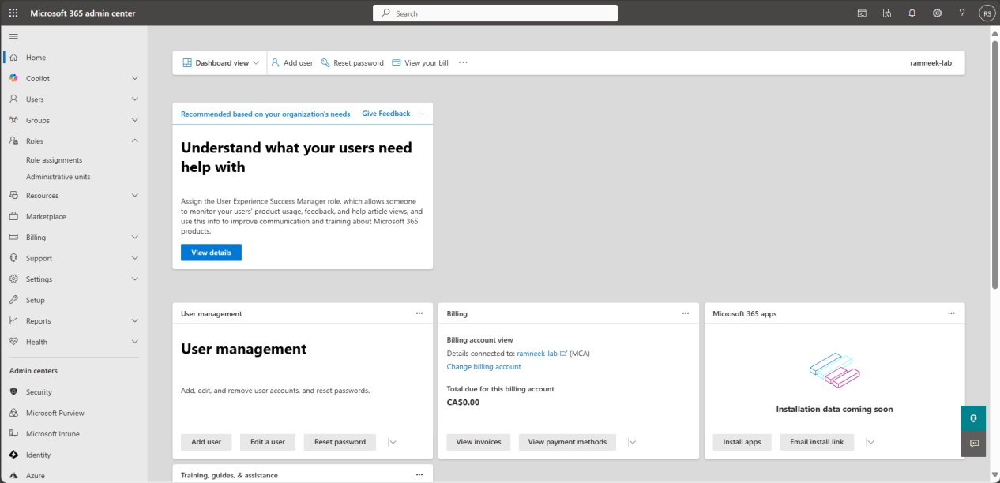 Microsoft 365 admin center
Search
RS
Home
Copilot
Users
Groups
Roles
Role assignments
Administrative units
Resources
Marketplace
Billing
Support
Settings
Setup
Reports
Health
Admin centers
Security
Microsoft Purview
Microsoft Intune
Identity
Azure
Dashboard view
Add user
Reset password
View your bill
ramneek-lab
Recommended based on your organization's needs
Give Feedback
Understand what your users need
help with
Assign the User Experience Success Manager role, which allows someone
to monitor your users' product usage, feedback, and help article views, and
use this info to improve communication and training about Microsoft 365
products.
View details
User management
User management
Add, edit, and remove user accounts, and reset passwords.
Add user
Edit a user
Reset password
Billing
Billing account view
Details connected to: ramneek-lab (MCA)
Change billing account
Total due for this billing account
CA$0.00
View invoices
View payment methods
Microsoft 365 apps
Installation data coming soon
Install apps
Email install link
Training, guides, & assistance